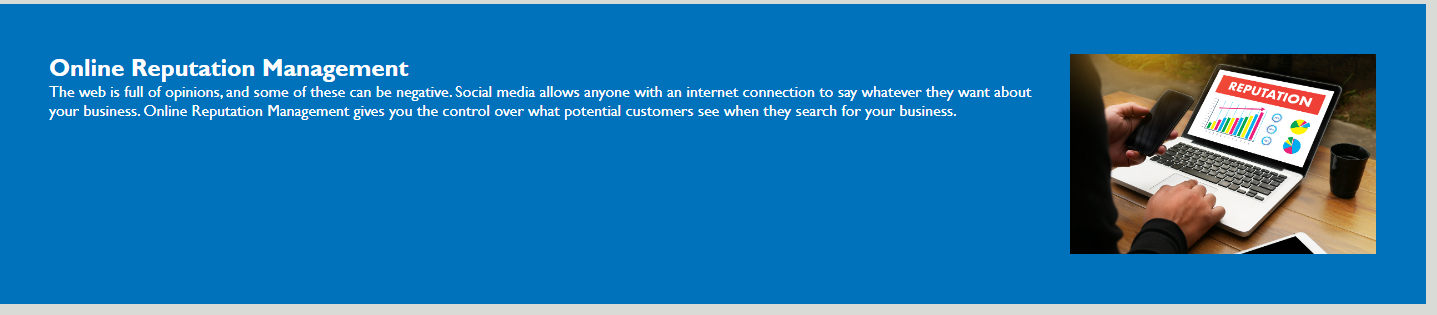 Online Reputation Management
The web is full of opinions, and some of these can be negative. Social media allows anyone with an internet connection to say whatever they want about
your business. Online Reputation Management gives you the control over what potential customers see when they search for your business.
REPUTATION